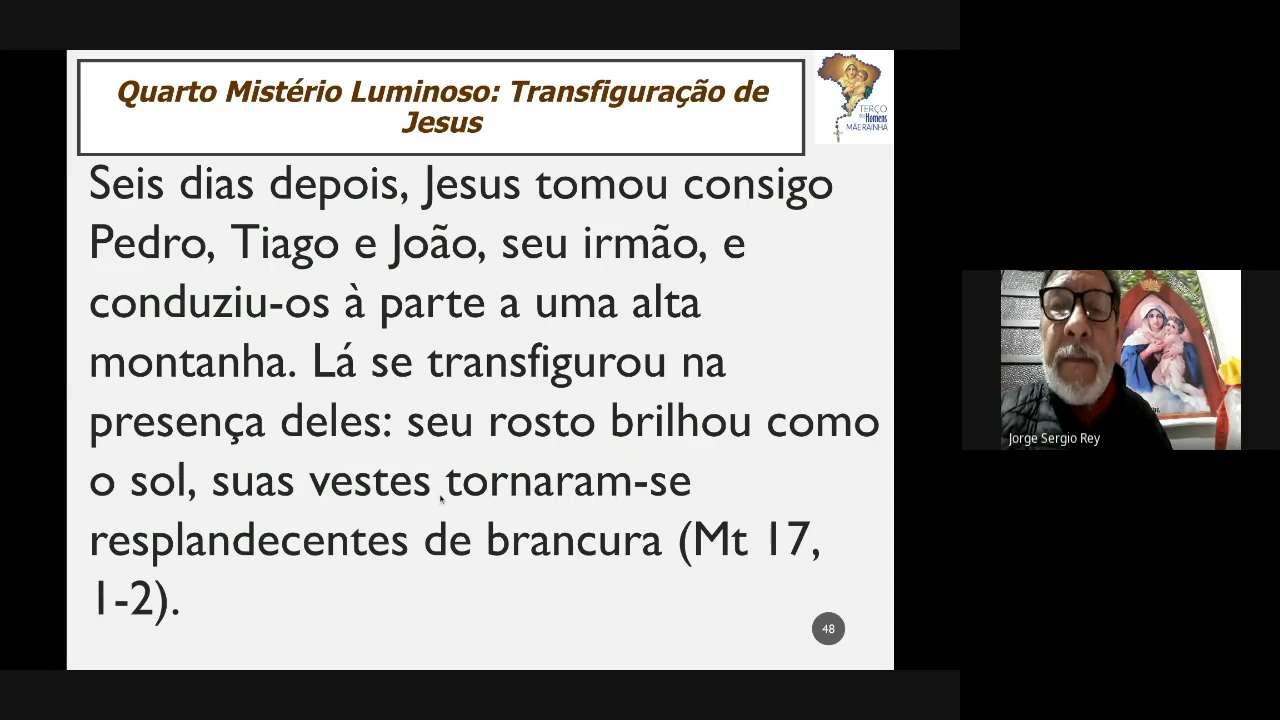 Quarto Mistério Luminoso: Transfiguração de
Jesus
TERÇO
dos Homens
MÃE RAINHA
Seis dias depois, Jesus tomou consigo
Pedro, Tiago e João, seu irmão, e
conduziu-os à parte a uma alta
montanha. Lá se transfigurou na
presença deles: seu rosto brilhou como
o sol, suas vestes tornaram-se
resplandecentes de brancura (Mt 17,
1-2).
48
Jorge Sergio Rey